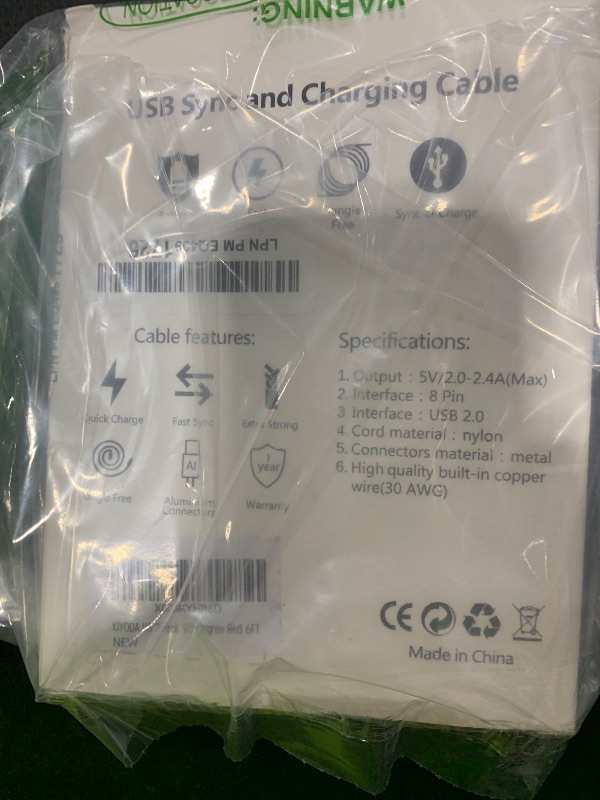 WARNING:
USB Sync and Charging Cable
Free
Sync & Charge
LPN PM
Cable features:
Quick Charge
Fast Sync
Extra Strong
Tangle Free
Al
Aluminum
Connectors
1
year
Warranty
Specifications:
1. Output : 5V/2.0-2.4A(Max)
2. Interface : 8 Pin
3. Interface : USB 2.0
4. Cord material : nylon
5. Connectors material : metal
6. High quality built-in copper
wire(30 AWG)
Red 6FT
NEW
CE
Made in China